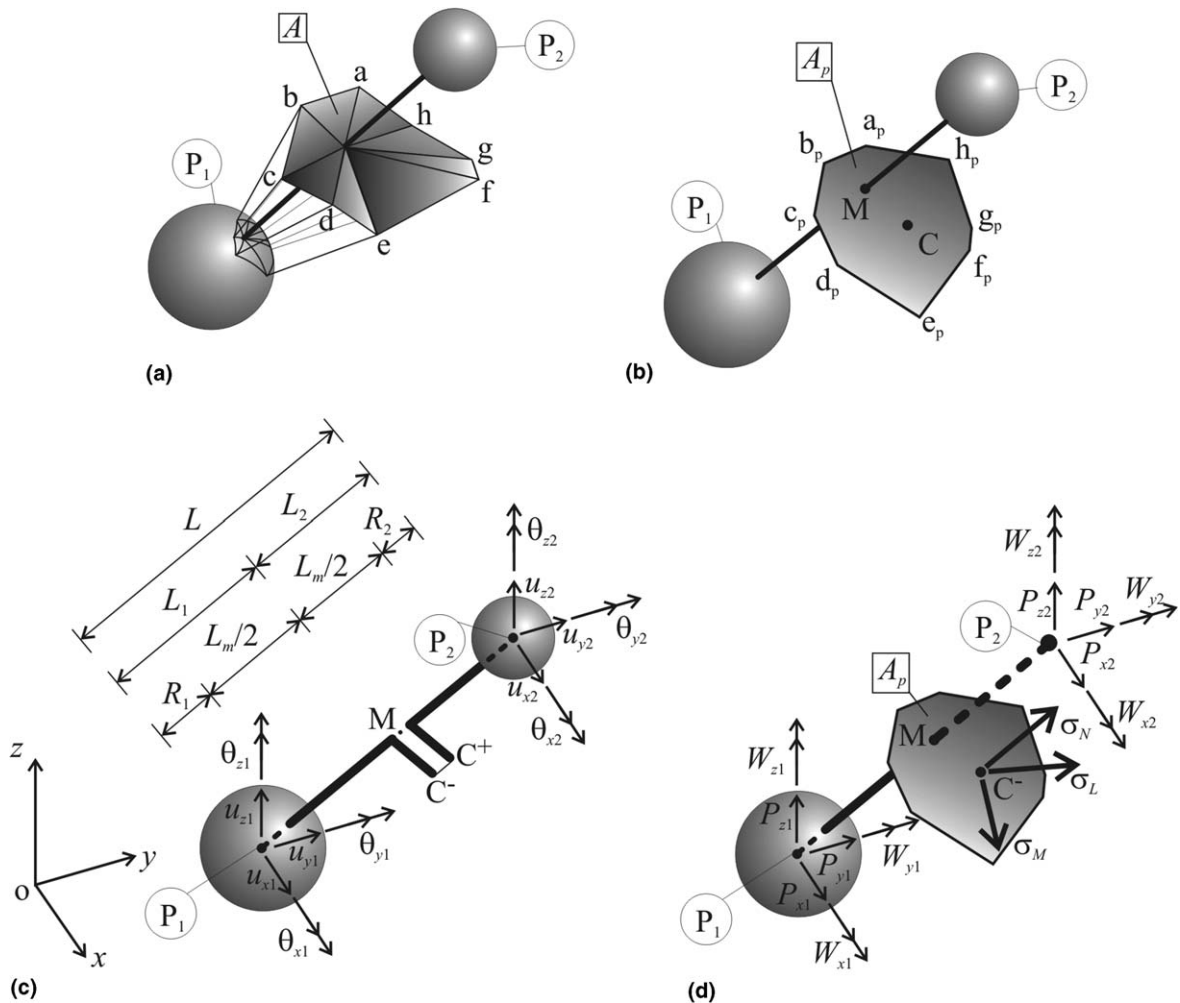 A
P₂
a
b
h
g
P₁
c
f
d
e
(a)
Aₚ
P₂
aₚ
bₚ
hₚ
P₁
M
cₚ
C
gₚ
dₚ
fₚ
eₚ
(b)
L
L₂
R₂
L₁
Lₘ/2
Lₘ/2
R₁
θz2
uz2
P₂
uy2
θy2
ux2
θx2
M
C⁺
C⁻
θz1
uz1
uy1
θy1
ux1
P₁
θx1
z
y
o
x
(c)
Wz2
Pz2
Py2
Wy2
P₂
Px2
Wx2
Aₚ
M
σN
C⁻
σL
σM
Wz1
Pz1
Py1
Wy1
Px1
P₁
Wx1
(d)